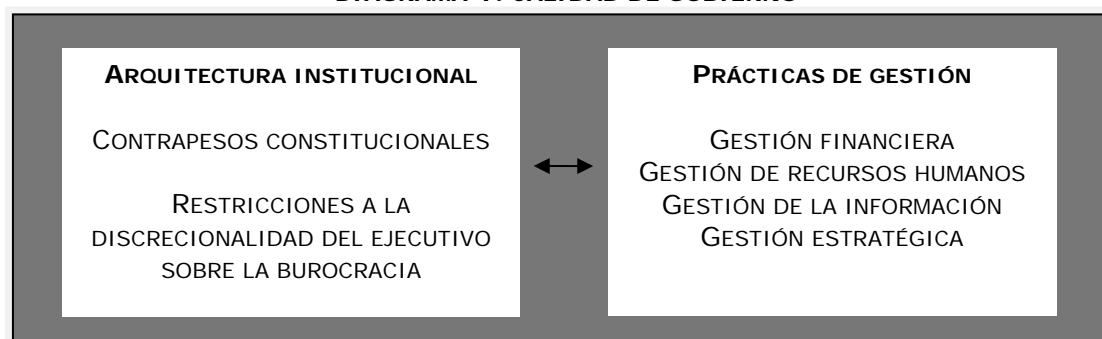 ARQUITECTURA INSTITUCIONAL
CONTRAPESOS CONSTITUCIONALES
RESTRICCIONES A LA
DISCRECIONALIDAD DEL EJECUTIVO
SOBRE LA BUROCRACIA
PRÁCTICAS DE GESTIÓN
GESTIÓN FINANCIERA
GESTIÓN DE RECURSOS HUMANOS
GESTIÓN DE LA INFORMACIÓN
GESTIÓN ESTRATÉGICA